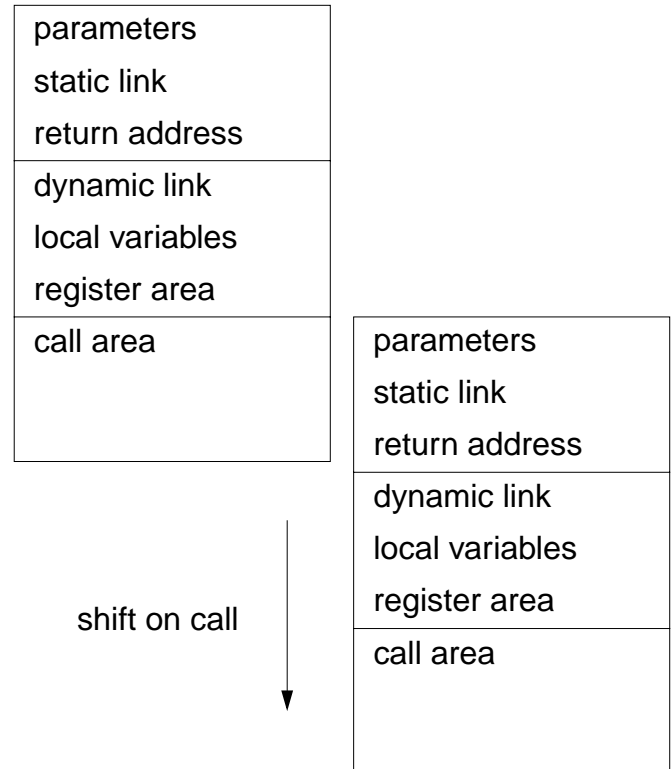 parameters
static link
return address
dynamic link
local variables
register area
call area
parameters
static link
return address
dynamic link
local variables
register area
call area
shift on call